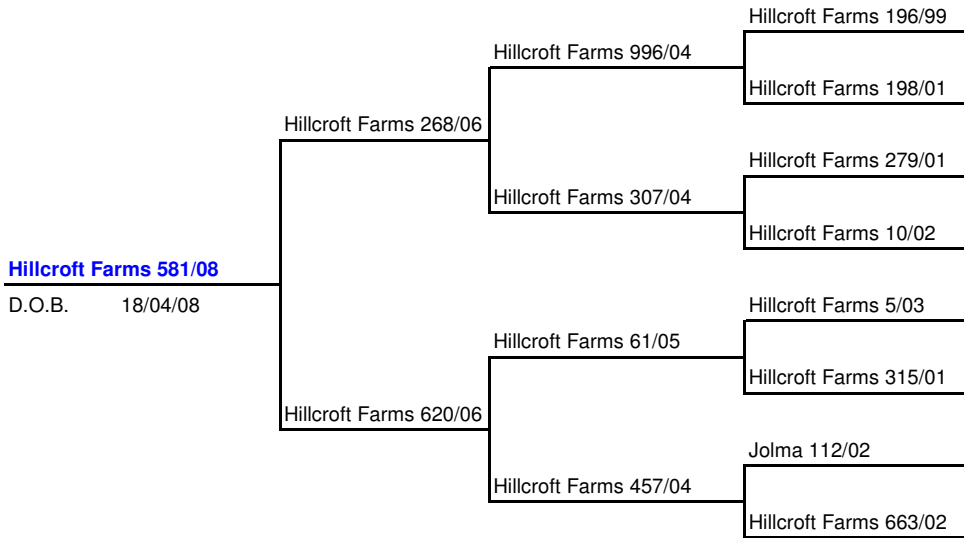 Hillcroft Farms 196/99
Hillcroft Farms 996/04
Hillcroft Farms 198/01
Hillcroft Farms 268/06
Hillcroft Farms 279/01
Hillcroft Farms 307/04
Hillcroft Farms 10/02
Hillcroft Farms 581/08
D.O.B. 18/04/08
Hillcroft Farms 5/03
Hillcroft Farms 61/05
Hillcroft Farms 315/01
Hillcroft Farms 620/06
Jolma 112/02
Hillcroft Farms 457/04
Hillcroft Farms 663/02